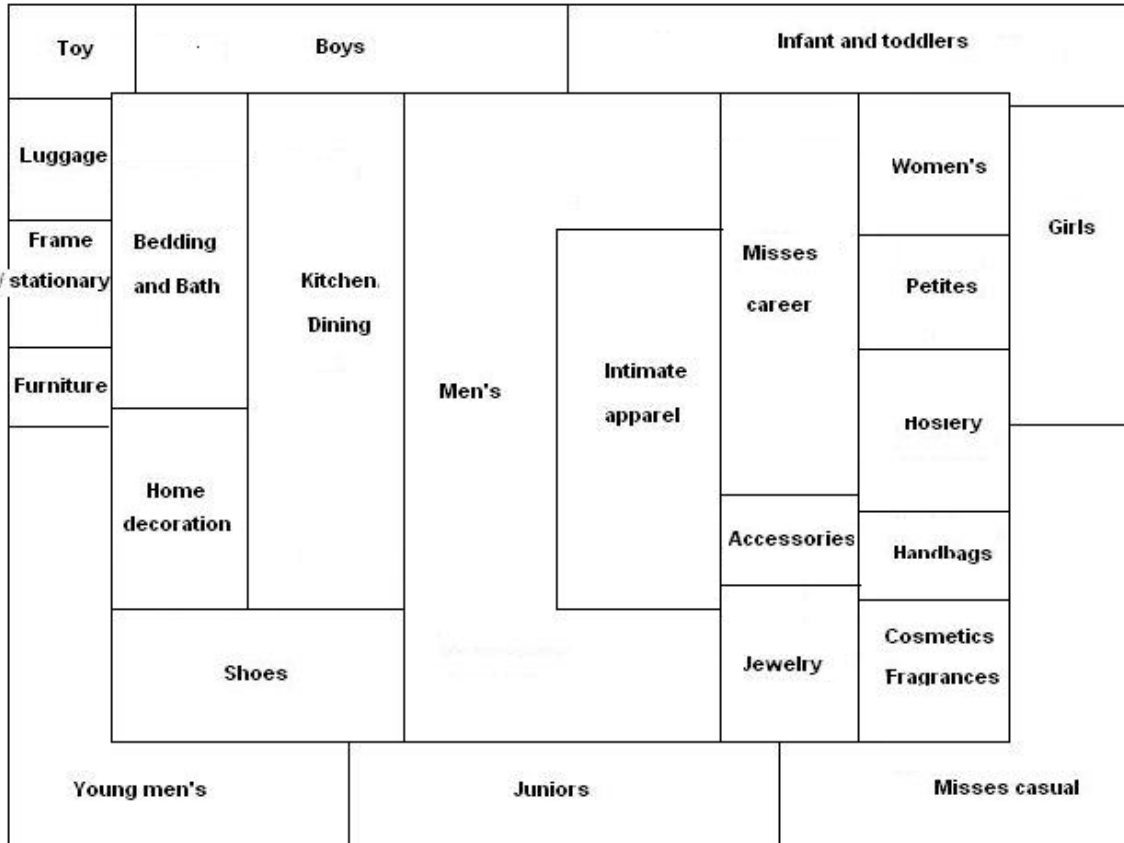 Toy
Boys
Infant and toddlers
Luggage
Frame
/ stationary
Furniture
Bedding
and Bath
Home
decoration
Kitchen.
Dining
Shoes
Men's
Intimate
apparel
Misses
career
Accessories
Jewelry
Women's
Petites
Hosiery
Handbags
Cosmetics
Fragrances
Girls
Young men's
Juniors
Misses casual